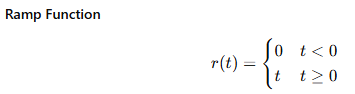 Ramp Function
r(t) = { 0 t < 0
t t ≥ 0